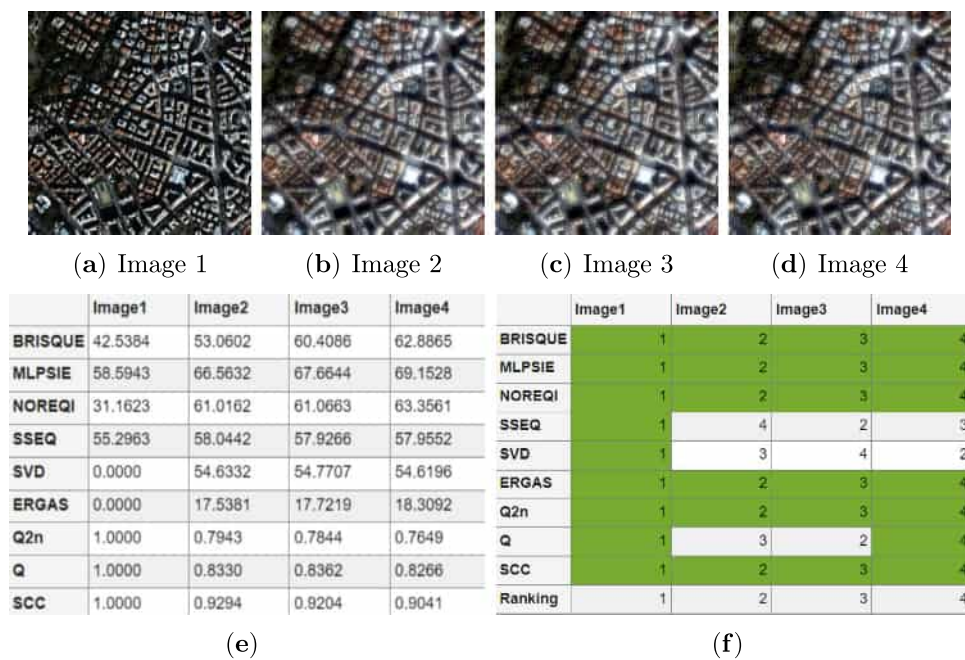 (a) Image 1 (b) Image 2 (c) Image 3 (d) Image 4
Image1 Image2 Image3 Image4
BRISQUE 42.5384 53.0602 60.4086 62.8865
MLPSIE 58.5943 66.5632 67.6644 69.1528
NOREQI 31.1623 61.0162 61.0663 63.3561
SSEQ 55.2963 58.0442 57.9266 57.9552
SVD 0.0000 54.6332 54.7707 54.6196
ERGAS 0.0000 17.5381 17.7219 18.3092
Q2n 1.0000 0.7943 0.7844 0.7649
Q 1.0000 0.8330 0.8362 0.8266
SCC 1.0000 0.9294 0.9204 0.9041
(e)
Image1 Image2 Image3 Image4
BRISQUE 1 2 3 4
MLPSIE 1 2 3 4
NOREQI 1 2 3 4
SSEQ 1 4 2 3
SVD 1 3 4 2
ERGAS 1 2 3 4
Q2n 1 2 3 4
Q 1 3 2 4
SCC 1 2 3 4
Ranking 1 2 3 4
(f)